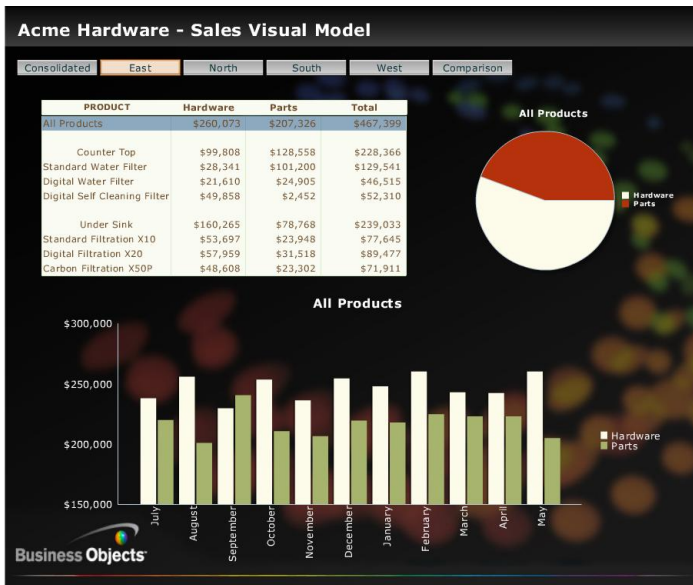 Acme Hardware - Sales Visual Model
Consolidated East North South West Comparison
PRODUCT Hardware Parts Total
All Products $260,073 $207,326 $467,399
Counter Top $99,808 $128,558 $228,366
Standard Water Filter $28,341 $101,200 $129,541
Digital Water Filter $21,610 $24,905 $46,515
Digital Self Cleaning Filter $49,858 $2,452 $52,310
Under Sink $160,265 $78,768 $239,033
Standard Filtration X10 $53,697 $23,948 $77,645
Digital Filtration X20 $57,959 $31,518 $89,477
Carbon Filtration X50P $48,608 $23,302 $71,911
All Products
Hardware
Parts
All Products
$300,000
$250,000
$200,000
$150,000
Hardware
Parts
July August September October November December January February March April May
Business Objects